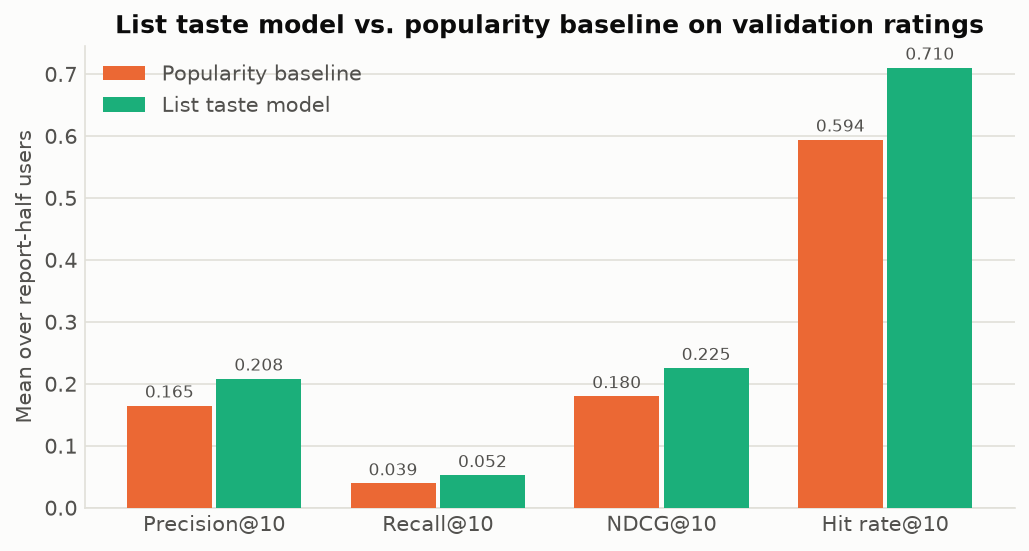 List taste model vs. popularity baseline on validation ratings
Popularity baseline
List taste model
Mean over report-half users
0.7
0.6
0.5
0.4
0.3
0.2
0.1
0.0
0.165
0.208
0.039
0.052
0.180
0.225
0.594
0.710
Precision@10
Recall@10
NDCG@10
Hit rate@10